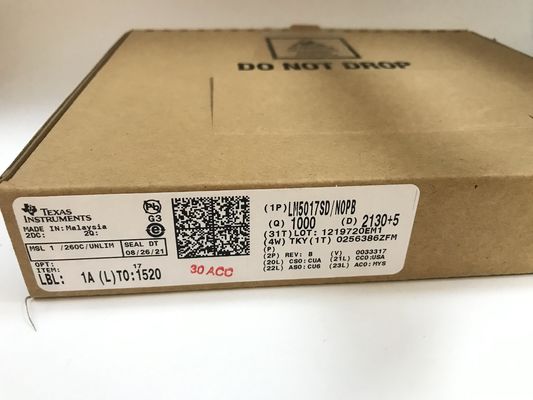 DO NOT DROP
TEXAS
INSTRUMENTS
MADE IN:Malaysia
2DC: 2Q:
Pb
G3
MSL 1 /260C/UNLIM
SEAL DT
08/26/21
OPT:
ITEM: 17
LBL: 1A (L)TO:1520
30 ACC
(1P)LM5017SD/NOPB
(Q) 1000 (D) 2130+5
(31T)LOT:1219720EM1
(4W) TKY(1T) 0256386ZFM
(P)
(2P) REV: B (V) 0033317
(20L) CSO:CUA (21L) CCO:USA
(22L) ASO:CU6 (23L) ACO:MYS